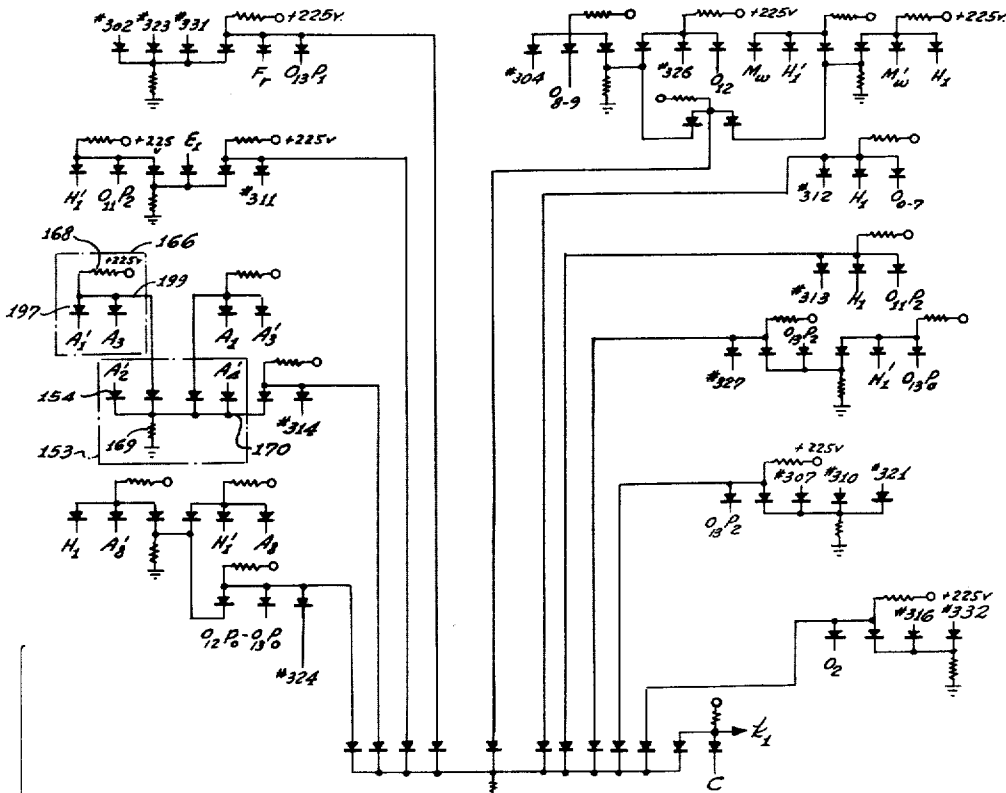 #302 #323 #331 +225v.
Fr O13P1
#304 O8-9 #326 O12 Mw H1' +225v. Mw' H1
+225v E1 +225v
H1' O11P2 #311
#312 H1 O0-7
168 166
+225v 199
197
A1' A3 A1 A3'
#313 H1 O11P2
A2' A4'
154
#314
169
153 170
O13P2
#327 H1' O13P0
+225v
#307 #310 #321
O13P2
H1 A8' H1' A8
O12P0-O13P0
#324
+225v
#316 #332
O2
k1
C